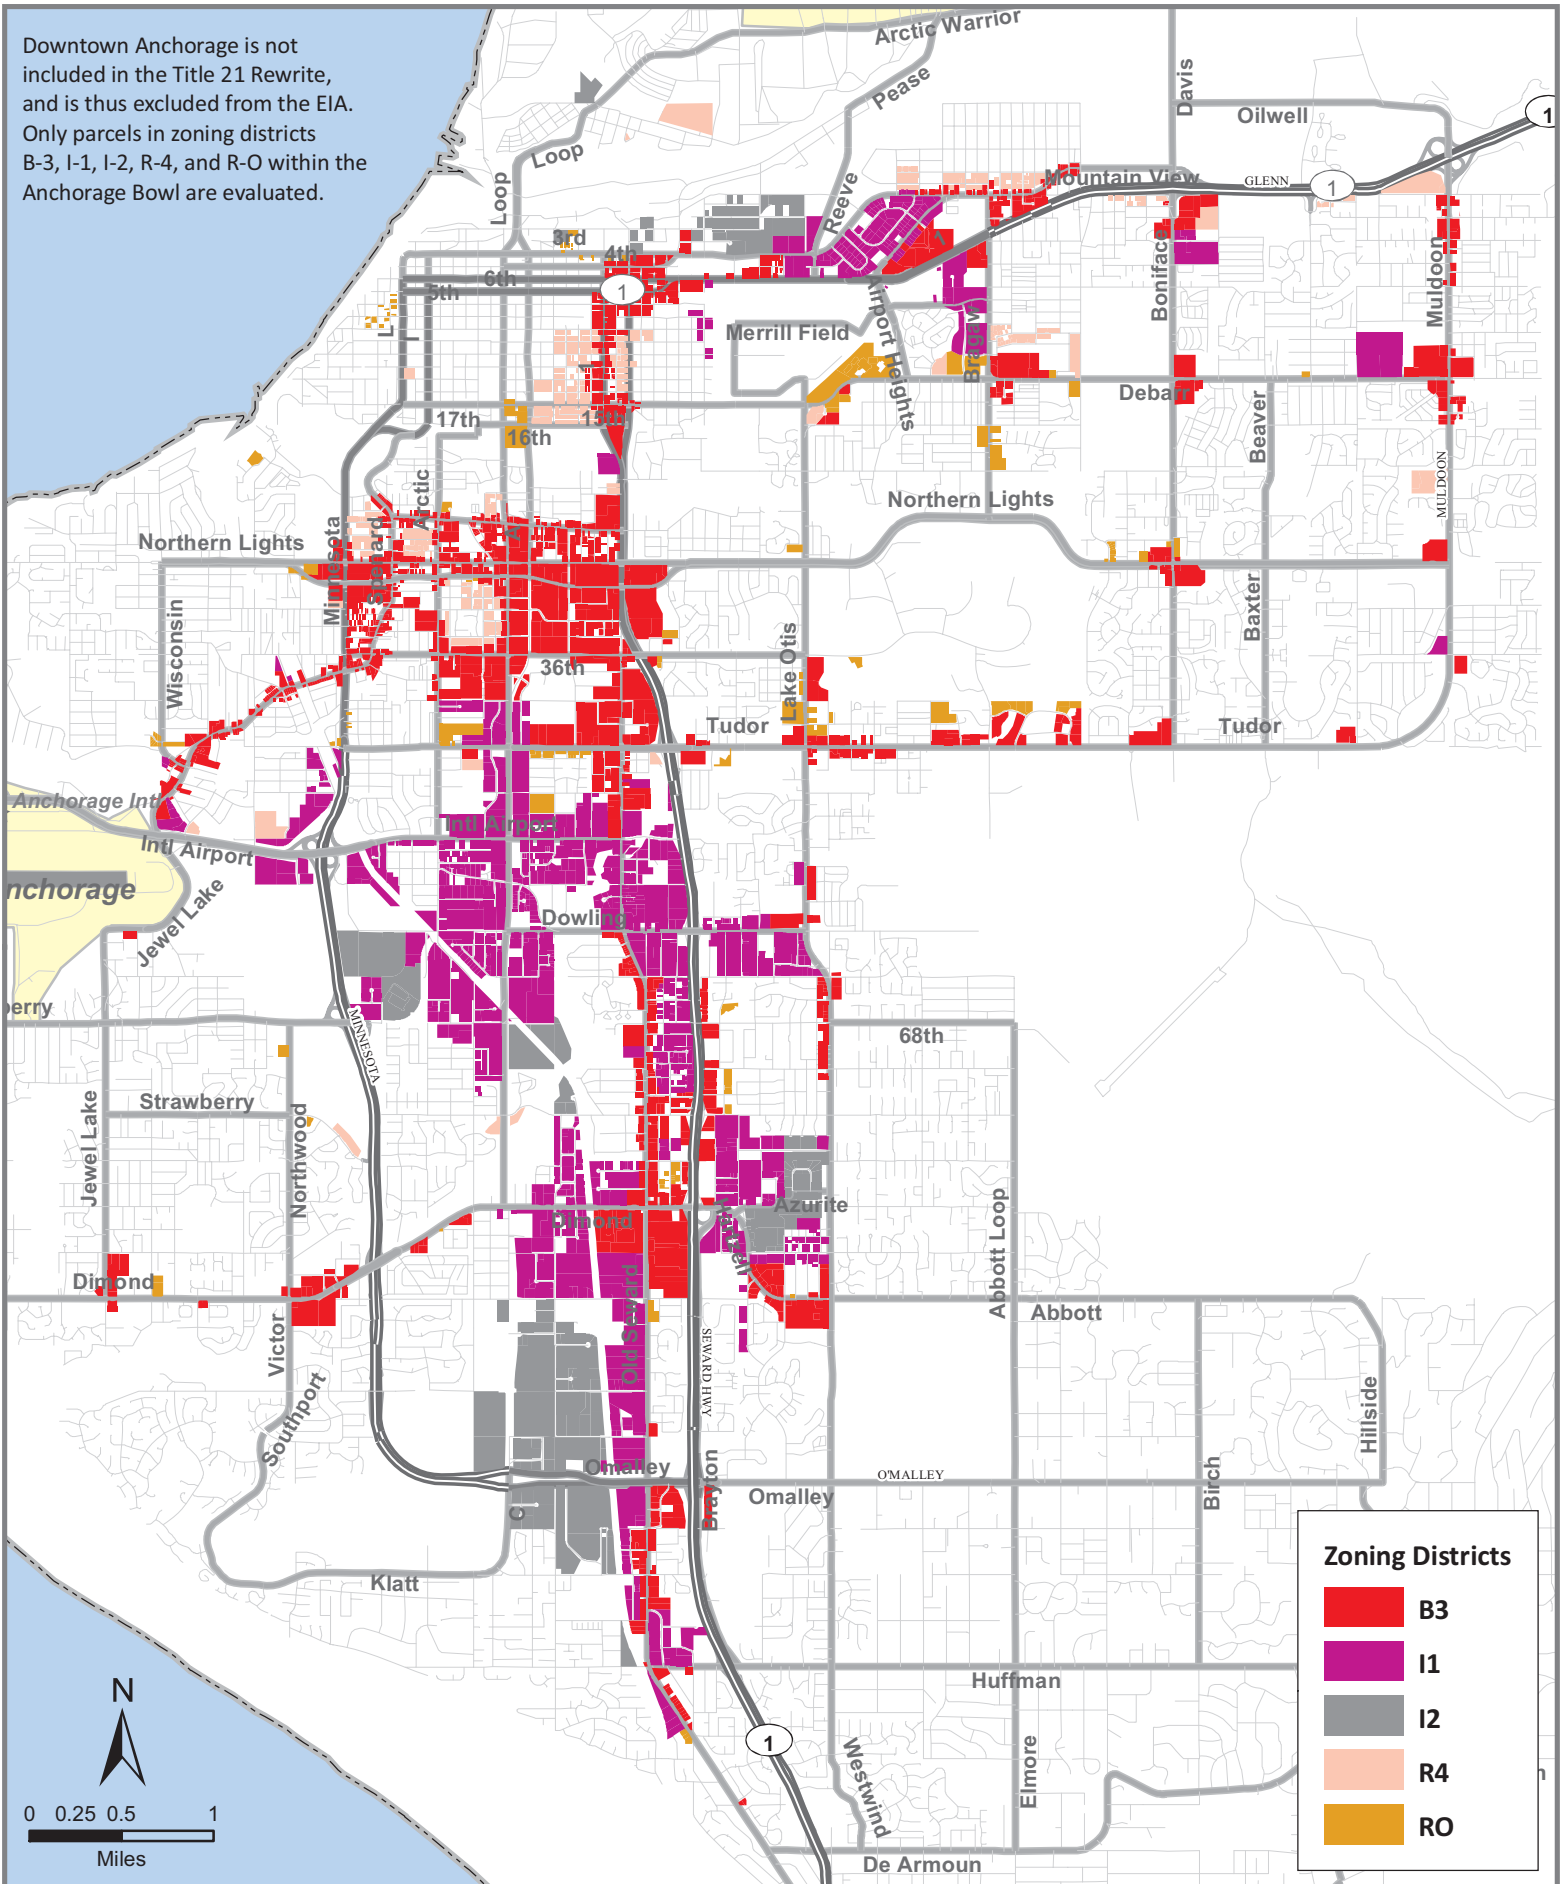 Downtown Anchorage is not
included in the Title 21 Rewrite,
and is thus excluded from the EIA.
Only parcels in zoning districts
B-3, I-1, I-2, R-4, and R-O within the
Anchorage Bowl are evaluated.
Arctic Warrior
Pease
Davis
Oilwell
1
Loop
Loop
Reeve
Mountain View
GLENN
1
3rd
4th
6th
5th
1
1
L
I
Merrill Field
Airport Heights
Bragaw
Boniface
Muldoon
Debarr
17th
16th
15th
Beaver
Arctic
A
Northern Lights
MULDOON
Northern Lights
Minnesota
Spenard
Wisconsin
Baxter
36th
Lake Otis
Tudor
Tudor
Anchorage Intl
Intl Airport
Intl Airport
nchorage
Jewel Lake
Dowling
berry
MINNESOTA
68th
Strawberry
Jewel Lake
Northwood
Azurite
Dimond
Abbott Loop
Dimond
Abbott
Victor
Old Seward
SEWARD HWY
Southport
Hillside
Omalley
O'MALLEY
Omalley
Brayton
Birch
C
Klatt
Huffman
Zoning Districts
B3
I1
I2
R4
RO
N
0 0.25 0.5 1
Miles
1
Westwind
Elmore
De Armoun
n